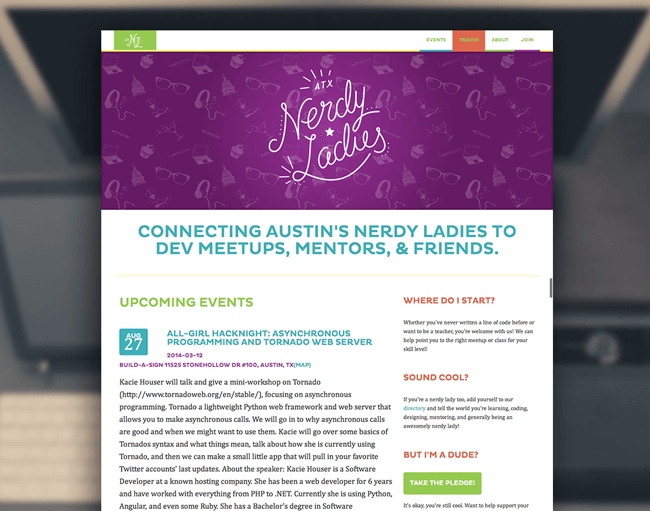 NL
EVENTS TRACKS ABOUT JOIN
ATX
Nerdy
Ladies
CONNECTING AUSTIN'S NERDY LADIES TO
DEV MEETUPS, MENTORS, & FRIENDS.
UPCOMING EVENTS
AUG
27
ALL-GIRL HACKNIGHT: ASYNCHRONOUS
PROGRAMMING AND TORNADO WEB SERVER
2014-03-12
BUILD-A-SIGN 11525 STONEHOLLOW DR #100, AUSTIN, TX(MAP)
Kacie Houser will talk and give a mini-workshop on Tornado
(http://www.tornadoweb.org/en/stable/), focusing on asynchronous
programming. Tornado a lightweight Python web framework and web server that
allows you to make asynchronous calls. We will go in to why asynchronous calls
are good and when we might want to use them. Kacie will go over some basics of
Tornados syntax and what things mean, talk about how she is currently using
Tornado, and then we can make a small little app that will pull in your favorite
Twitter accounts' last updates. About the speaker: Kacie Houser is a Software
Developer at a known hosting company. She has been a web developer for 6 years
and have worked with everything from PHP to .NET. Currently she is using Python,
Angular, and even some Ruby. She has a Bachelor's degree in Software
WHERE DO I START?
Whether you've never written a line of code before or
want to be a teacher, you're welcome with us! We can
help point you to the right meetup or class for your
skill level!
SOUND COOL?
If you're a nerdy lady too, add yourself to our
directory and tell the world you're learning, coding,
designing, mentoring, and generally being an
awesomely nerdy lady!
BUT I'M A DUDE?
TAKE THE PLEDGE!
It's okay, you're still cool. Want to help support your